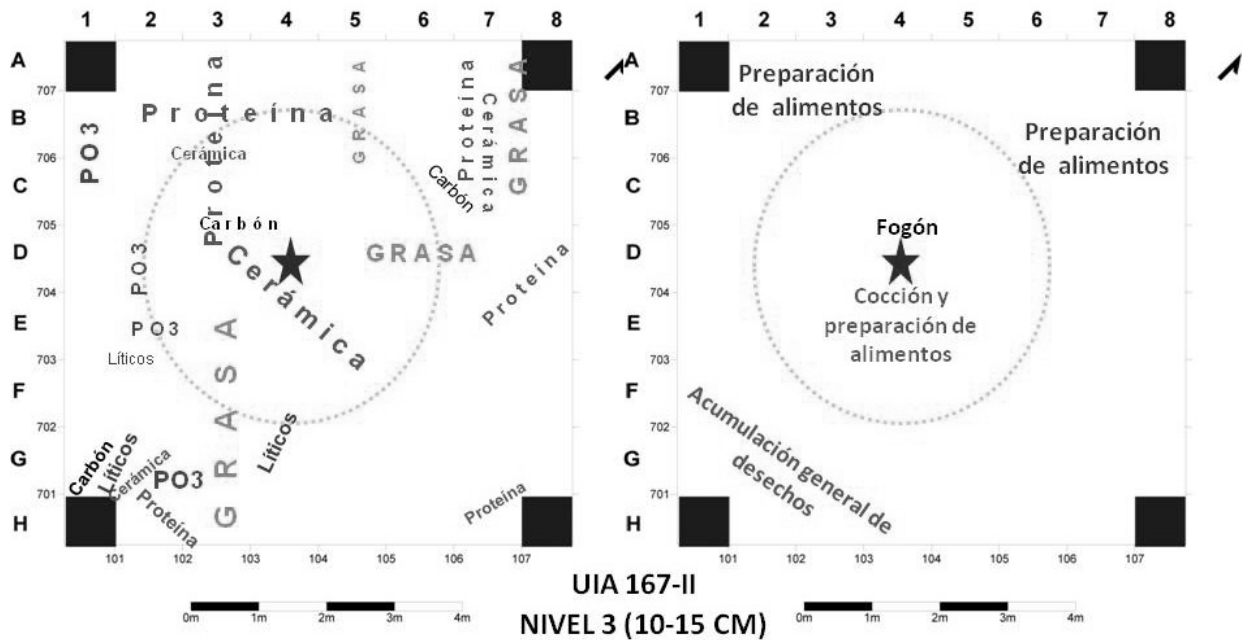 1 2 3 4 5 6 7 8
A
B
C
D
E
F
G
H
707
706
705
704
703
702
701
101 102 103 104 105 106 107
Proteína
Proteína
GRASA
Proteína
Cerámica
GRASA
PO3
Cerámica
Carbón
Carbón
Cerámica
GRASA
Proteína
PO3
PO3
Líticos
GRASA
Líticos
Carbón
Líticos
Cerámica
PO3
Proteína
Proteína
0m 1m 2m 3m 4m
1 2 3 4 5 6 7 8
A
B
C
D
E
F
G
H
707
706
705
704
703
702
701
101 102 103 104 105 106 107
Preparación
de alimentos
Preparación
de alimentos
Fogón
Cocción y
preparación de
alimentos
Acumulación general de
desechos
0m 1m 2m 3m 4m
UIA 167-II
NIVEL 3 (10-15 CM)